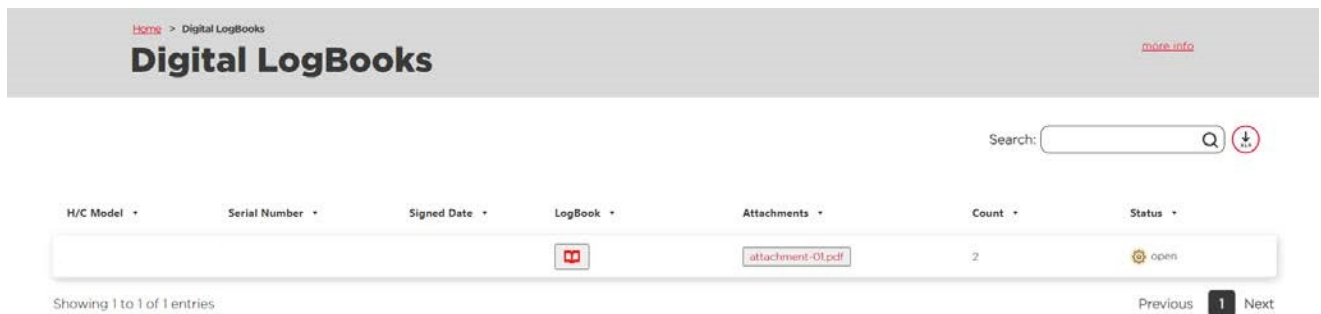 Home > Digital LogBooks
Digital LogBooks
more info
Search:
XLS
H/C Model Serial Number Signed Date LogBook Attachments Count Status
attachment-01.pdf 2 open
Showing 1 to 1 of 1 entries Previous 1 Next